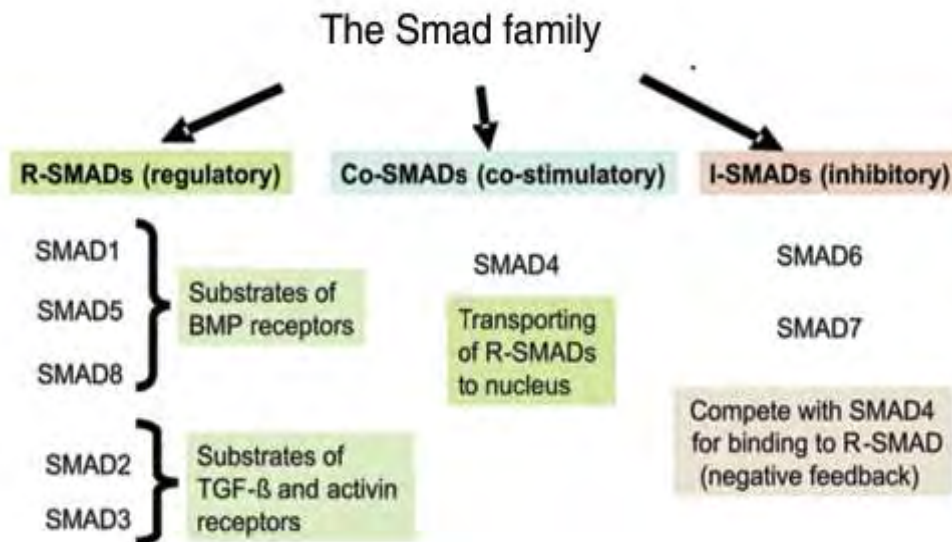 The Smad family
R-SMADs (regulatory)
SMAD1
SMAD5
SMAD8
Substrates of
BMP receptors
SMAD2
SMAD3
Substrates of
TGF-ß and activin
receptors
Co-SMADs (co-stimulatory)
SMAD4
Transporting
of R-SMADs
to nucleus
I-SMADs (inhibitory)
SMAD6
SMAD7
Compete with SMAD4
for binding to R-SMAD
(negative feedback)